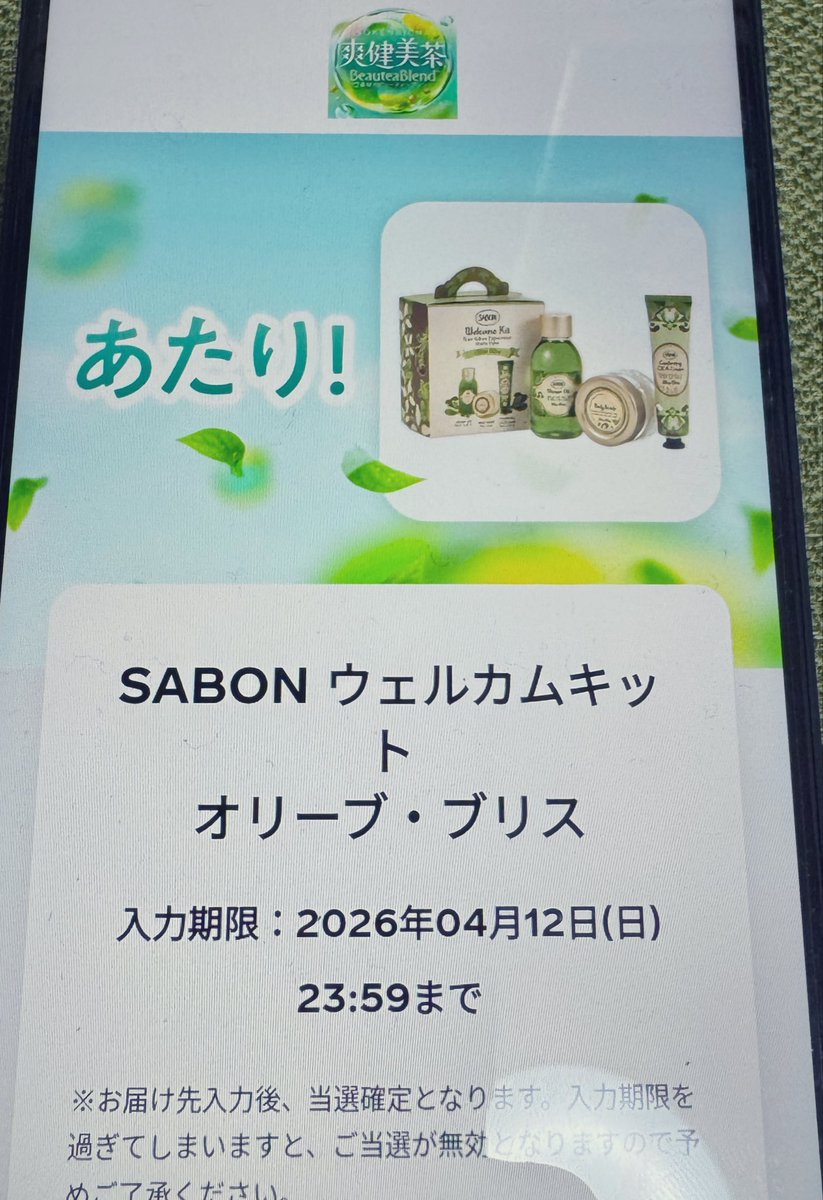 爽健美茶
BeauteaBlend
あたり!
SABON
Welcome Kit
SABON ウェルカムキッ
ト
オリーブ・ブリス
入力期限：2026年04月12日(日)
23:59まで
※お届け先入力後、当選確定となります。入力期限を
過ぎてしまいますと、ご当選が無効となりますので予
めご了承ください。